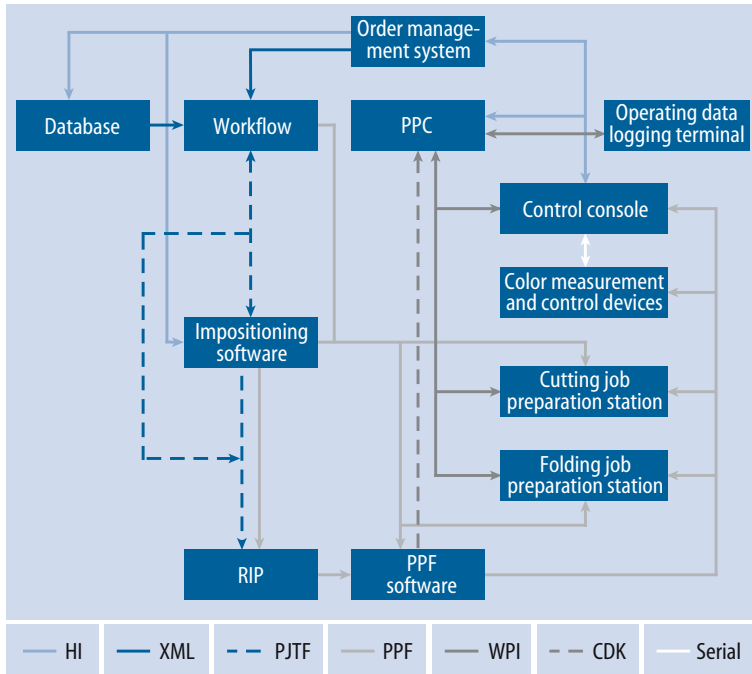 Order manage-
ment system
Database
Workflow
PPC
Operating data
logging terminal
Control console
Color measurement
and control devices
Impositioning
software
Cutting job
preparation station
Folding job
preparation station
RIP
PPF
software
HI
XML
PJTF
PPF
WPI
CDK
Serial